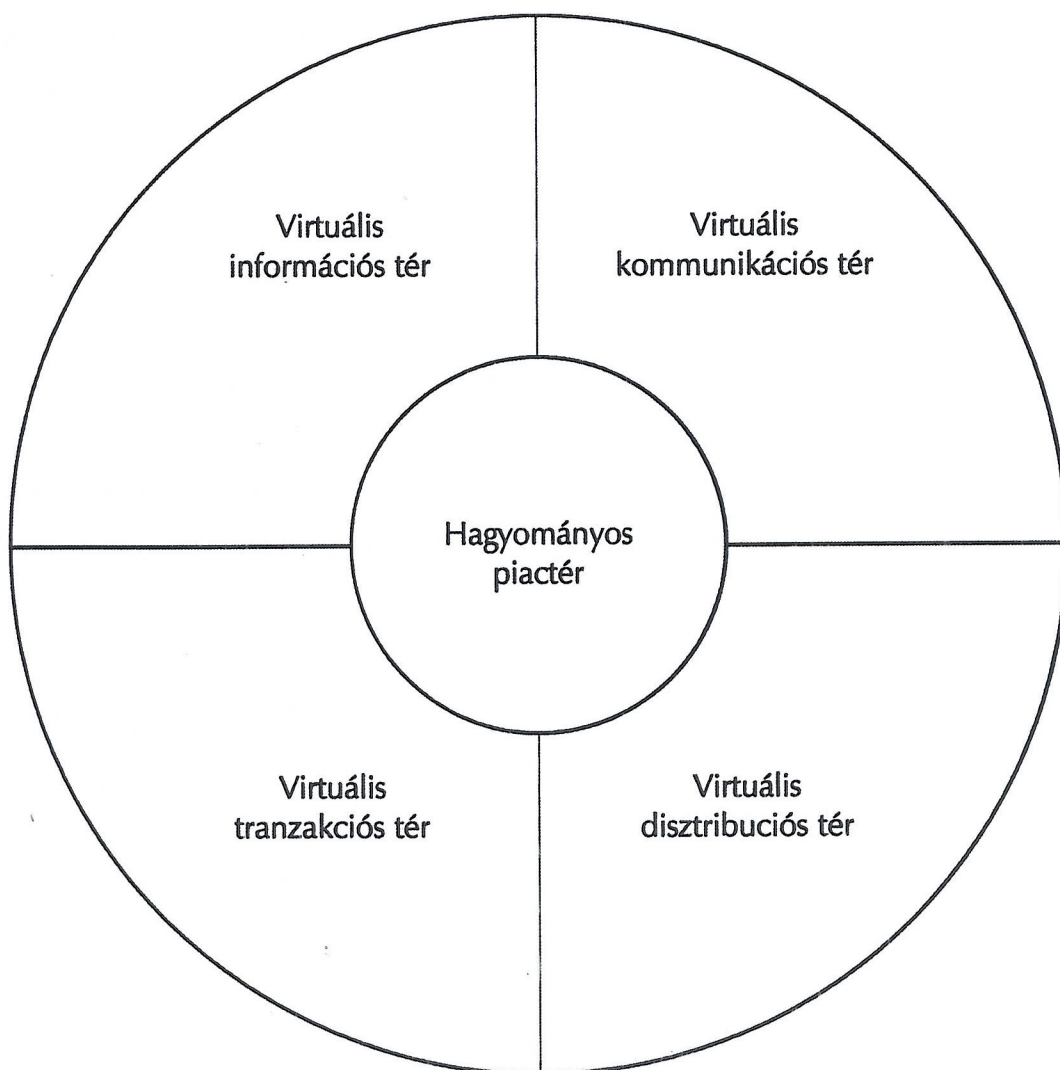 Virtuális
információs tér
Virtuális
kommunikációs tér
Hagyományos
piactér
Virtuális
tranzakciós tér
Virtuális
disztribuciós tér